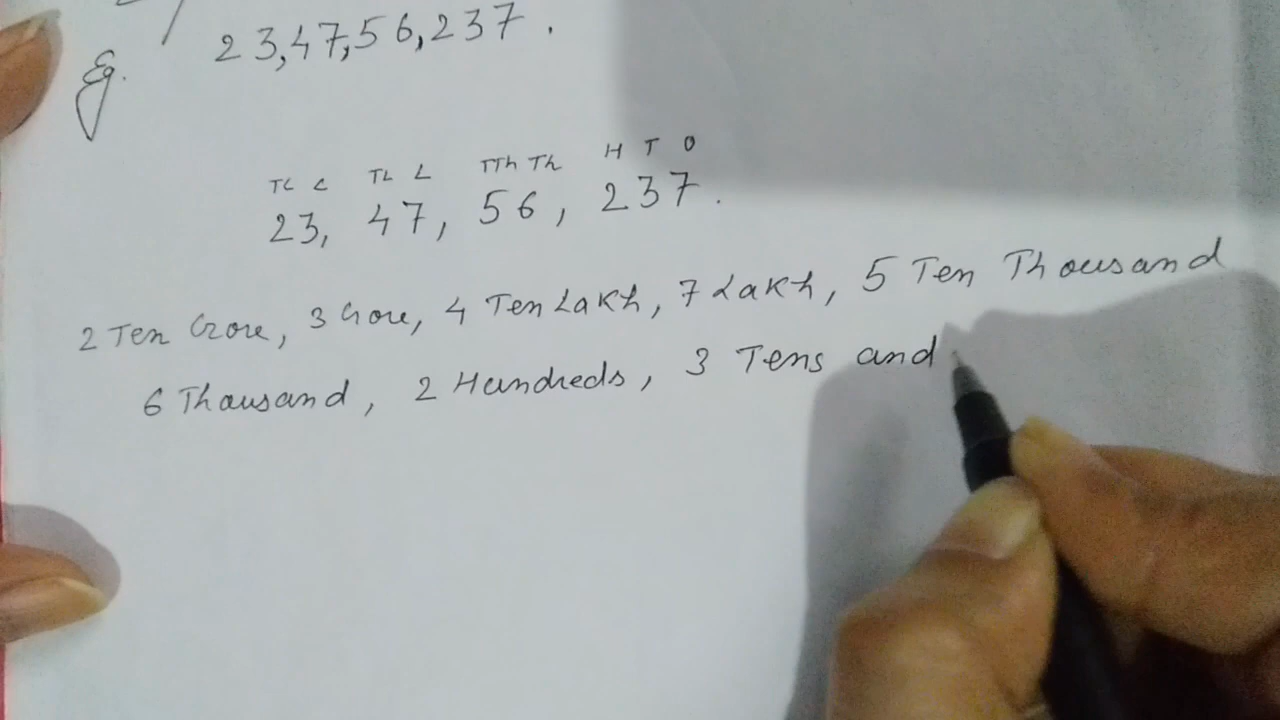 Eg. 23,47,56,237.
TC C TL L TTh Th H T O
23, 47, 56, 237.
2 Ten Crore, 3 Crore, 4 Ten Lakh, 7 Lakh, 5 Ten Thousand
6 Thousand, 2 Hundreds, 3 Tens and